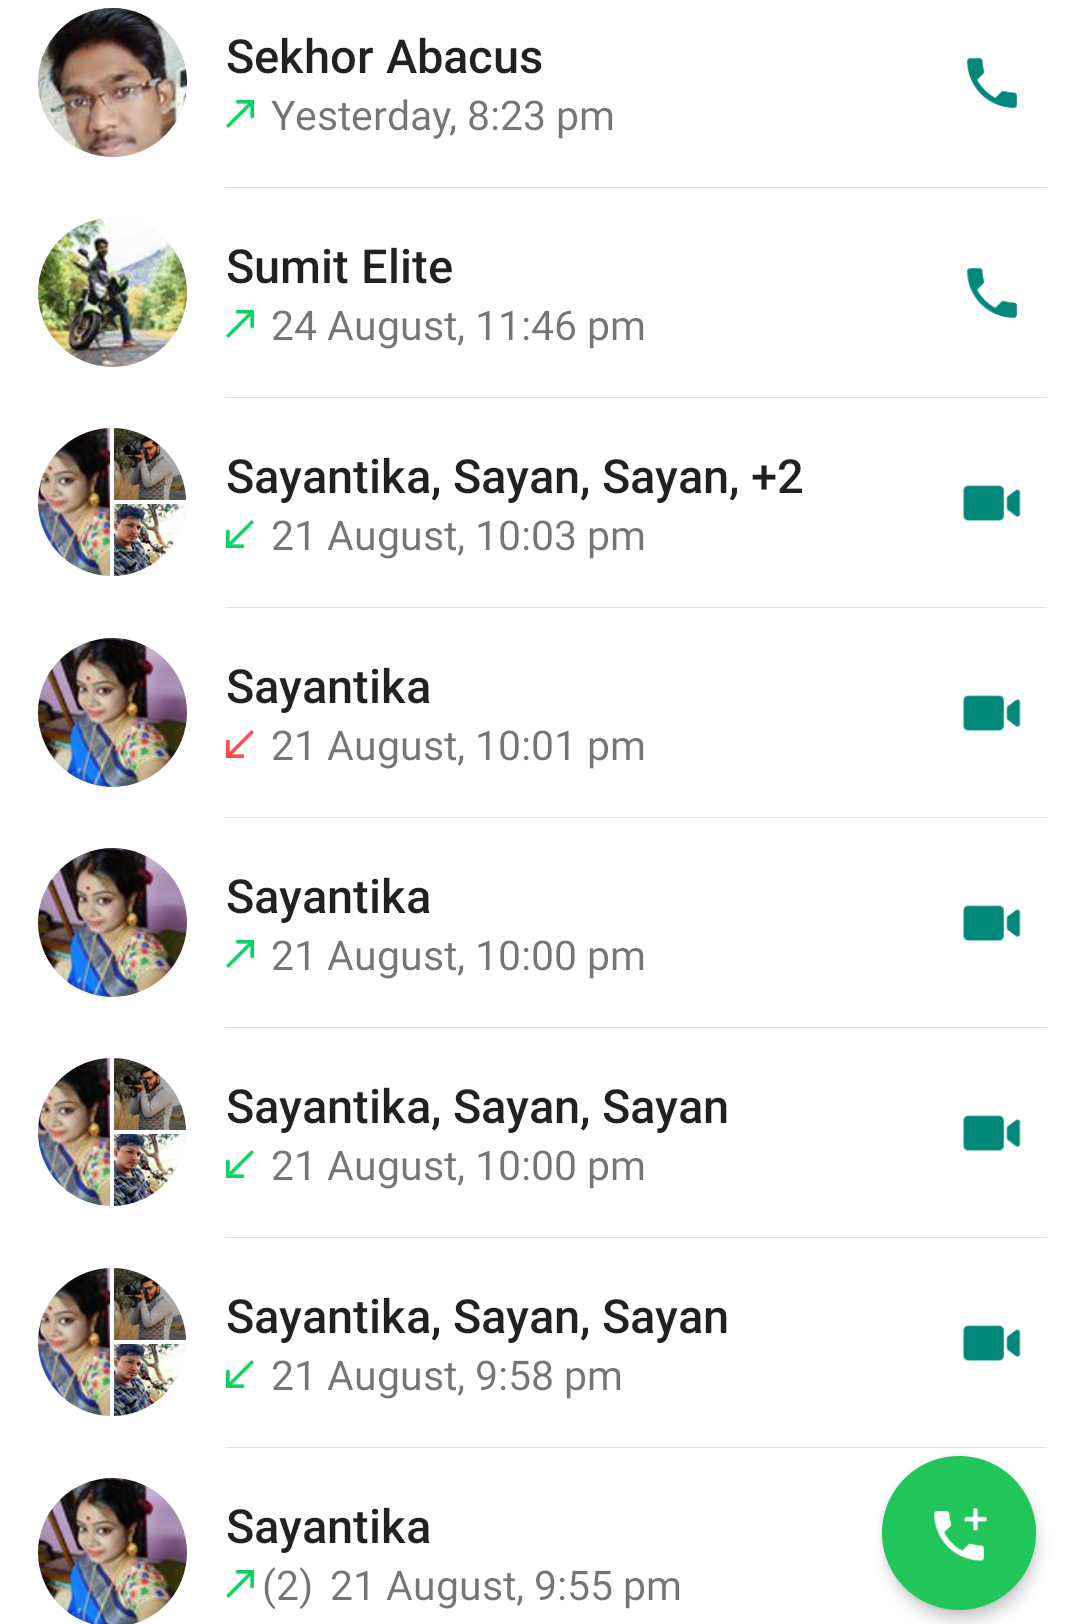 Sekhor Abacus
Yesterday, 8:23 pm
Sumit Elite
24 August, 11:46 pm
Sayantika, Sayan, Sayan, +2
21 August, 10:03 pm
Sayantika
21 August, 10:01 pm
Sayantika
21 August, 10:00 pm
Sayantika, Sayan, Sayan
21 August, 10:00 pm
Sayantika, Sayan, Sayan
21 August, 9:58 pm
Sayantika
(2) 21 August, 9:55 pm